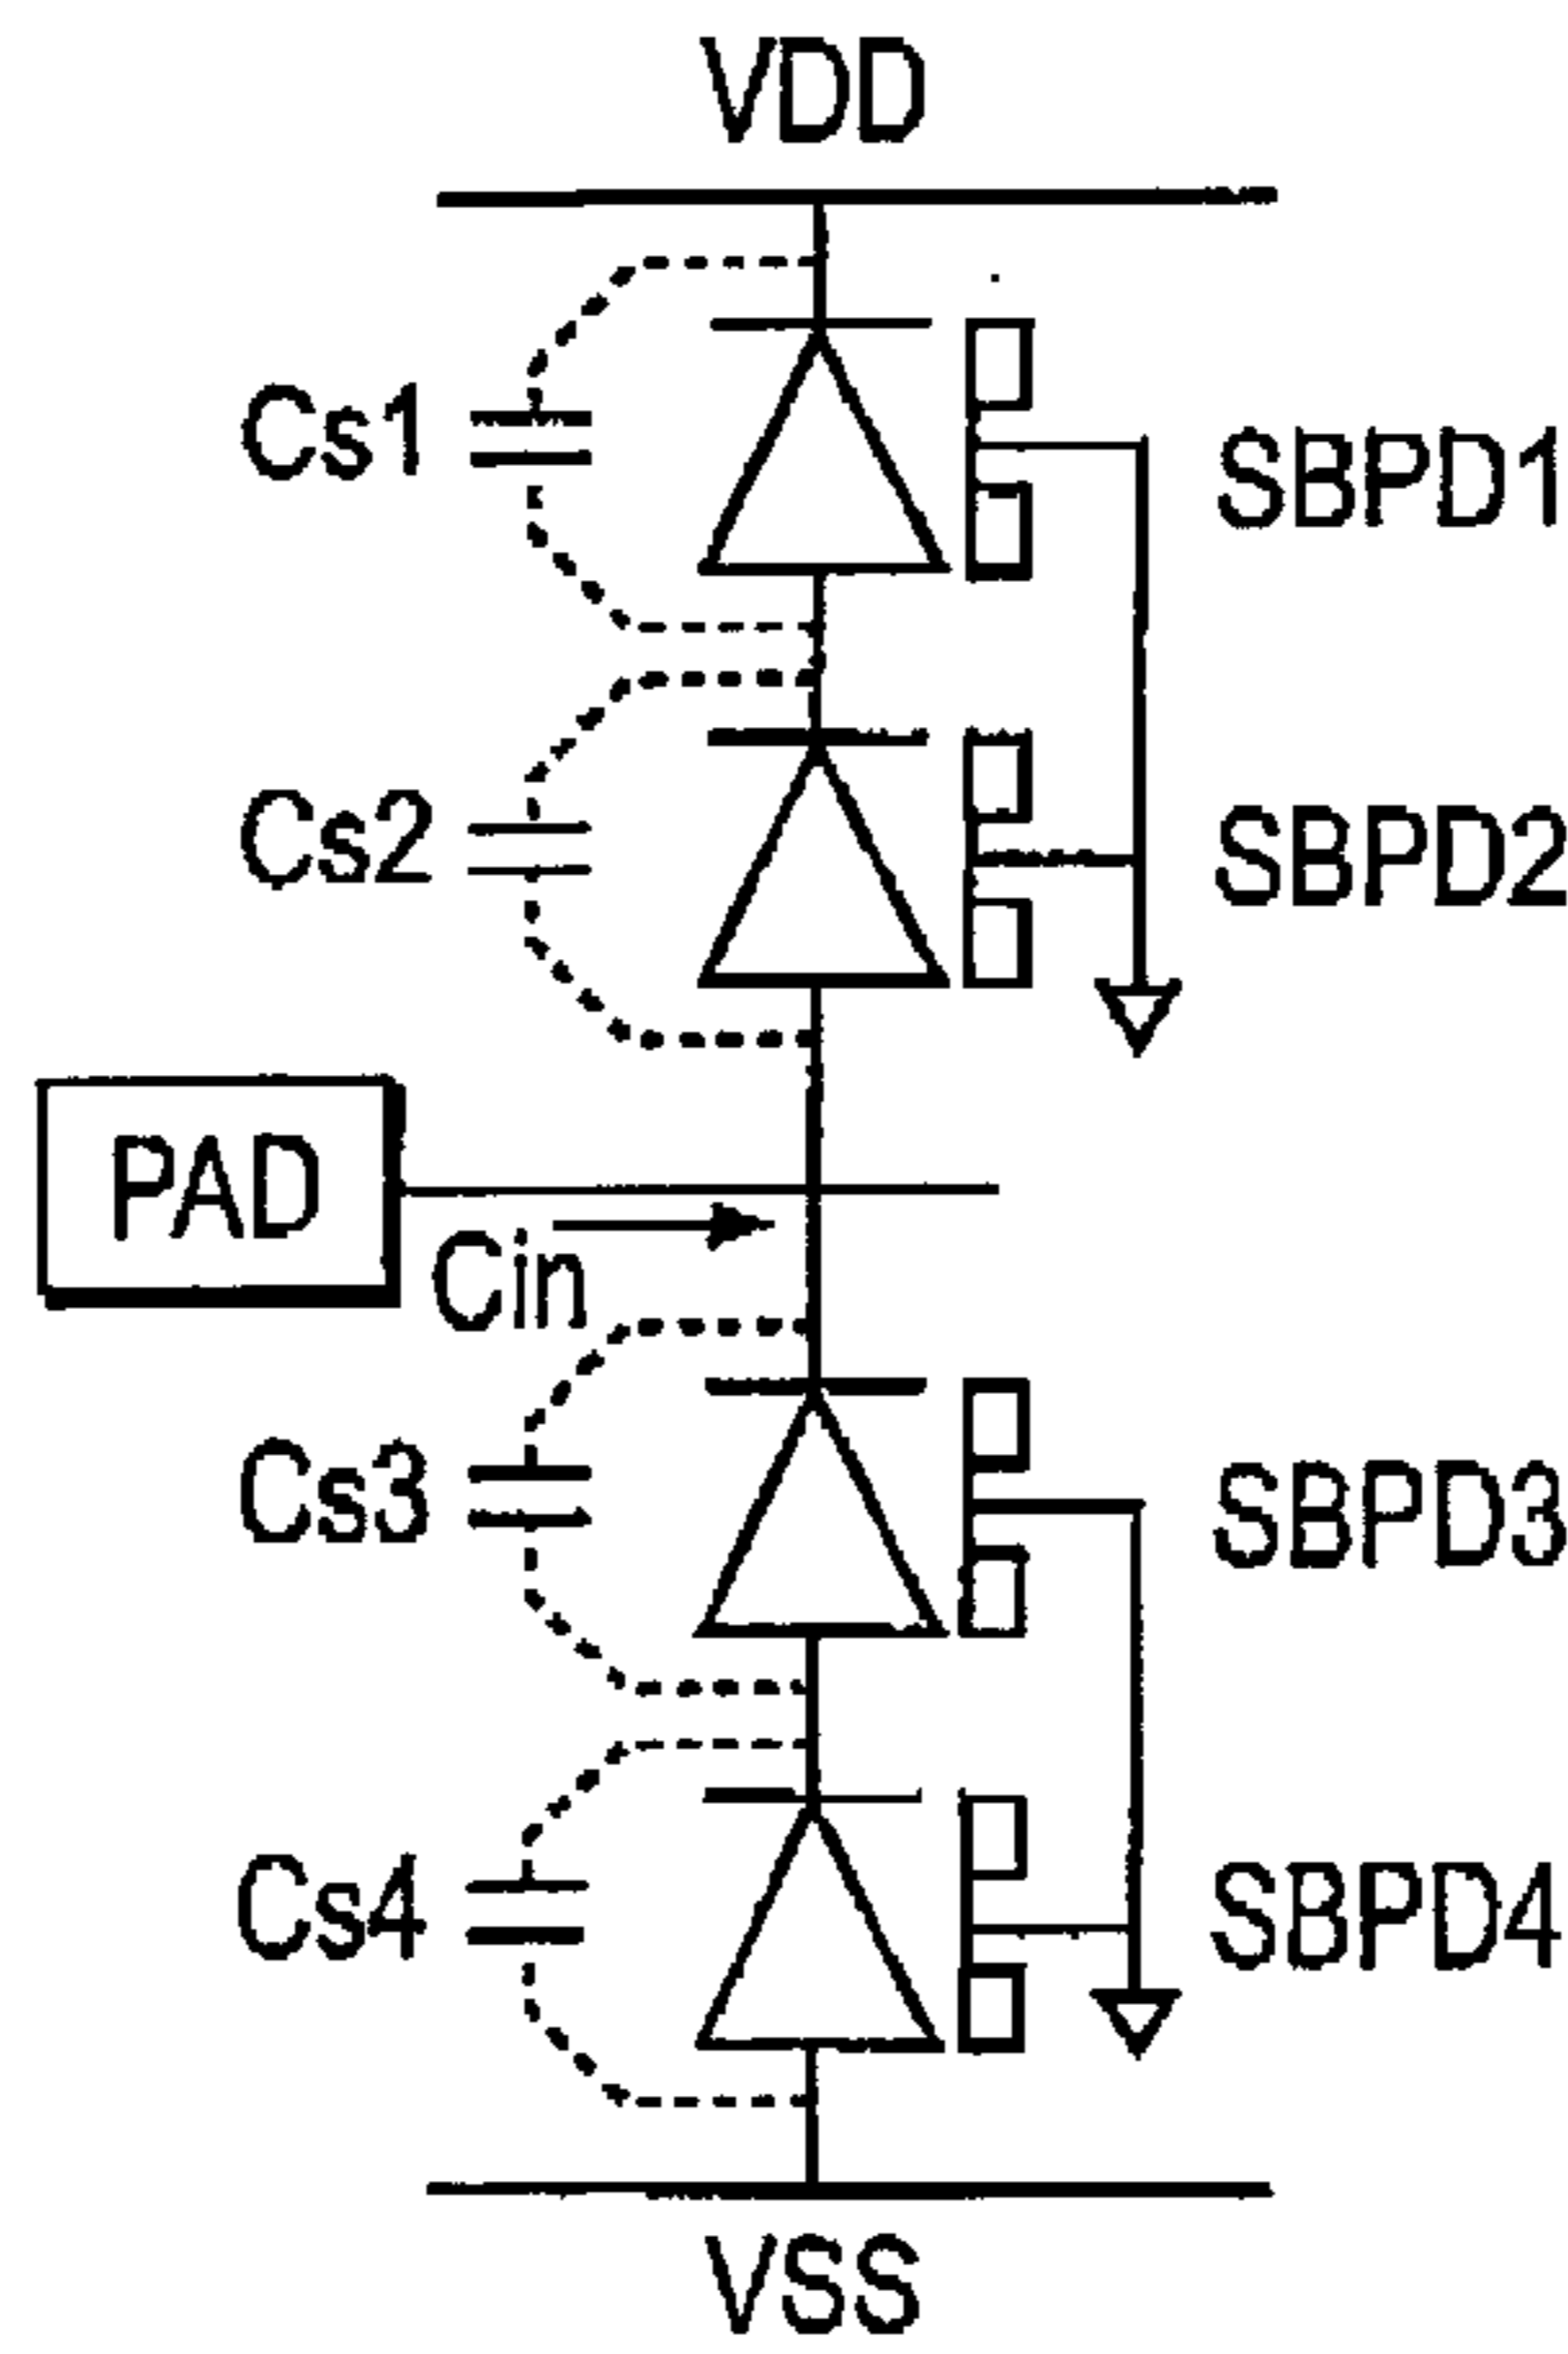 VDD
Cs1
SBPD1
Cs2
SBPD2
PAD
Cin
Cs3
SBPD3
Cs4
SBPD4
VSS